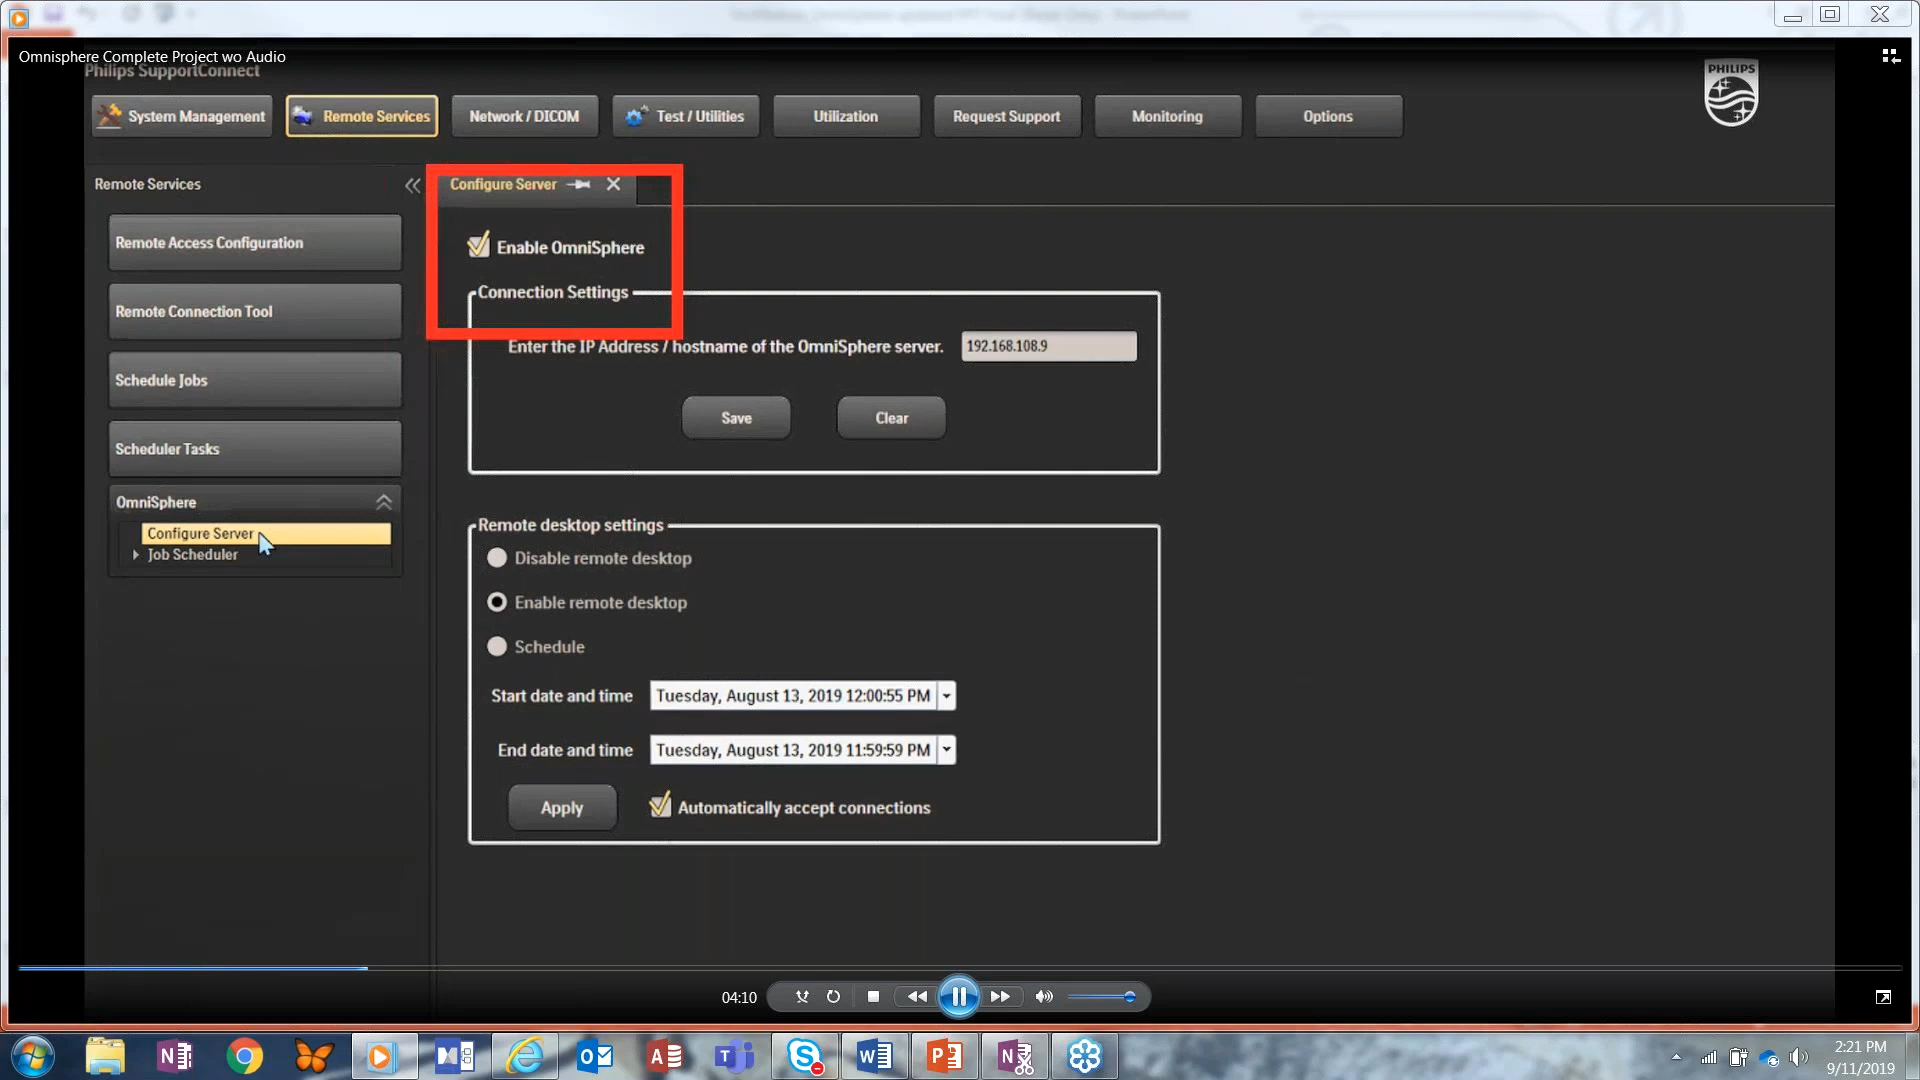 Omnisphere Complete Project wo Audio
Philips SupportConnect
PHILIPS
System Management
Remote Services
Network / DICOM
Test / Utilities
Utilization
Request Support
Monitoring
Options
Remote Services
Configure Server
Remote Access Configuration
Enable OmniSphere
Connection Settings
Remote Connection Tool
Enter the IP Address / hostname of the OmniSphere server.
192.168.108.9
Schedule Jobs
Save
Clear
Scheduler Tasks
OmniSphere
Configure Server
Job Scheduler
Remote desktop settings
Disable remote desktop
Enable remote desktop
Schedule
Start date and time
Tuesday, August 13, 2019 12:00:55 PM
End date and time
Tuesday, August 13, 2019 11:59:59 PM
Apply
Automatically accept connections
04:10
2:21 PM
9/11/2019